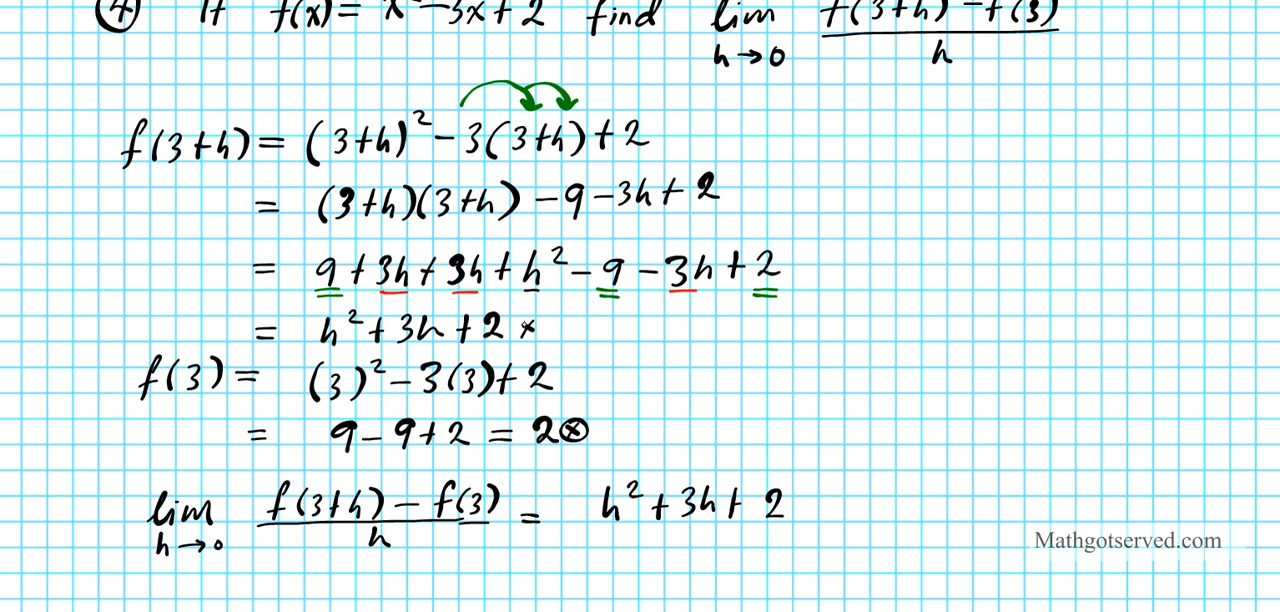 ④ If f(x) = x² - 3x + 2 find lim h→0 f(3+h) - f(3) / h
f(3+h) = (3+h)² - 3(3+h) + 2
= (3+h)(3+h) - 9 - 3h + 2
= 9 + 3h + 3h + h² - 9 - 3h + 2
= h² + 3h + 2 *
f(3) = (3)² - 3(3) + 2
= 9 - 9 + 2 = 2 ⊗
lim h→0 f(3+h) - f(3) / h = h² + 3h + 2
Mathgotserved.com